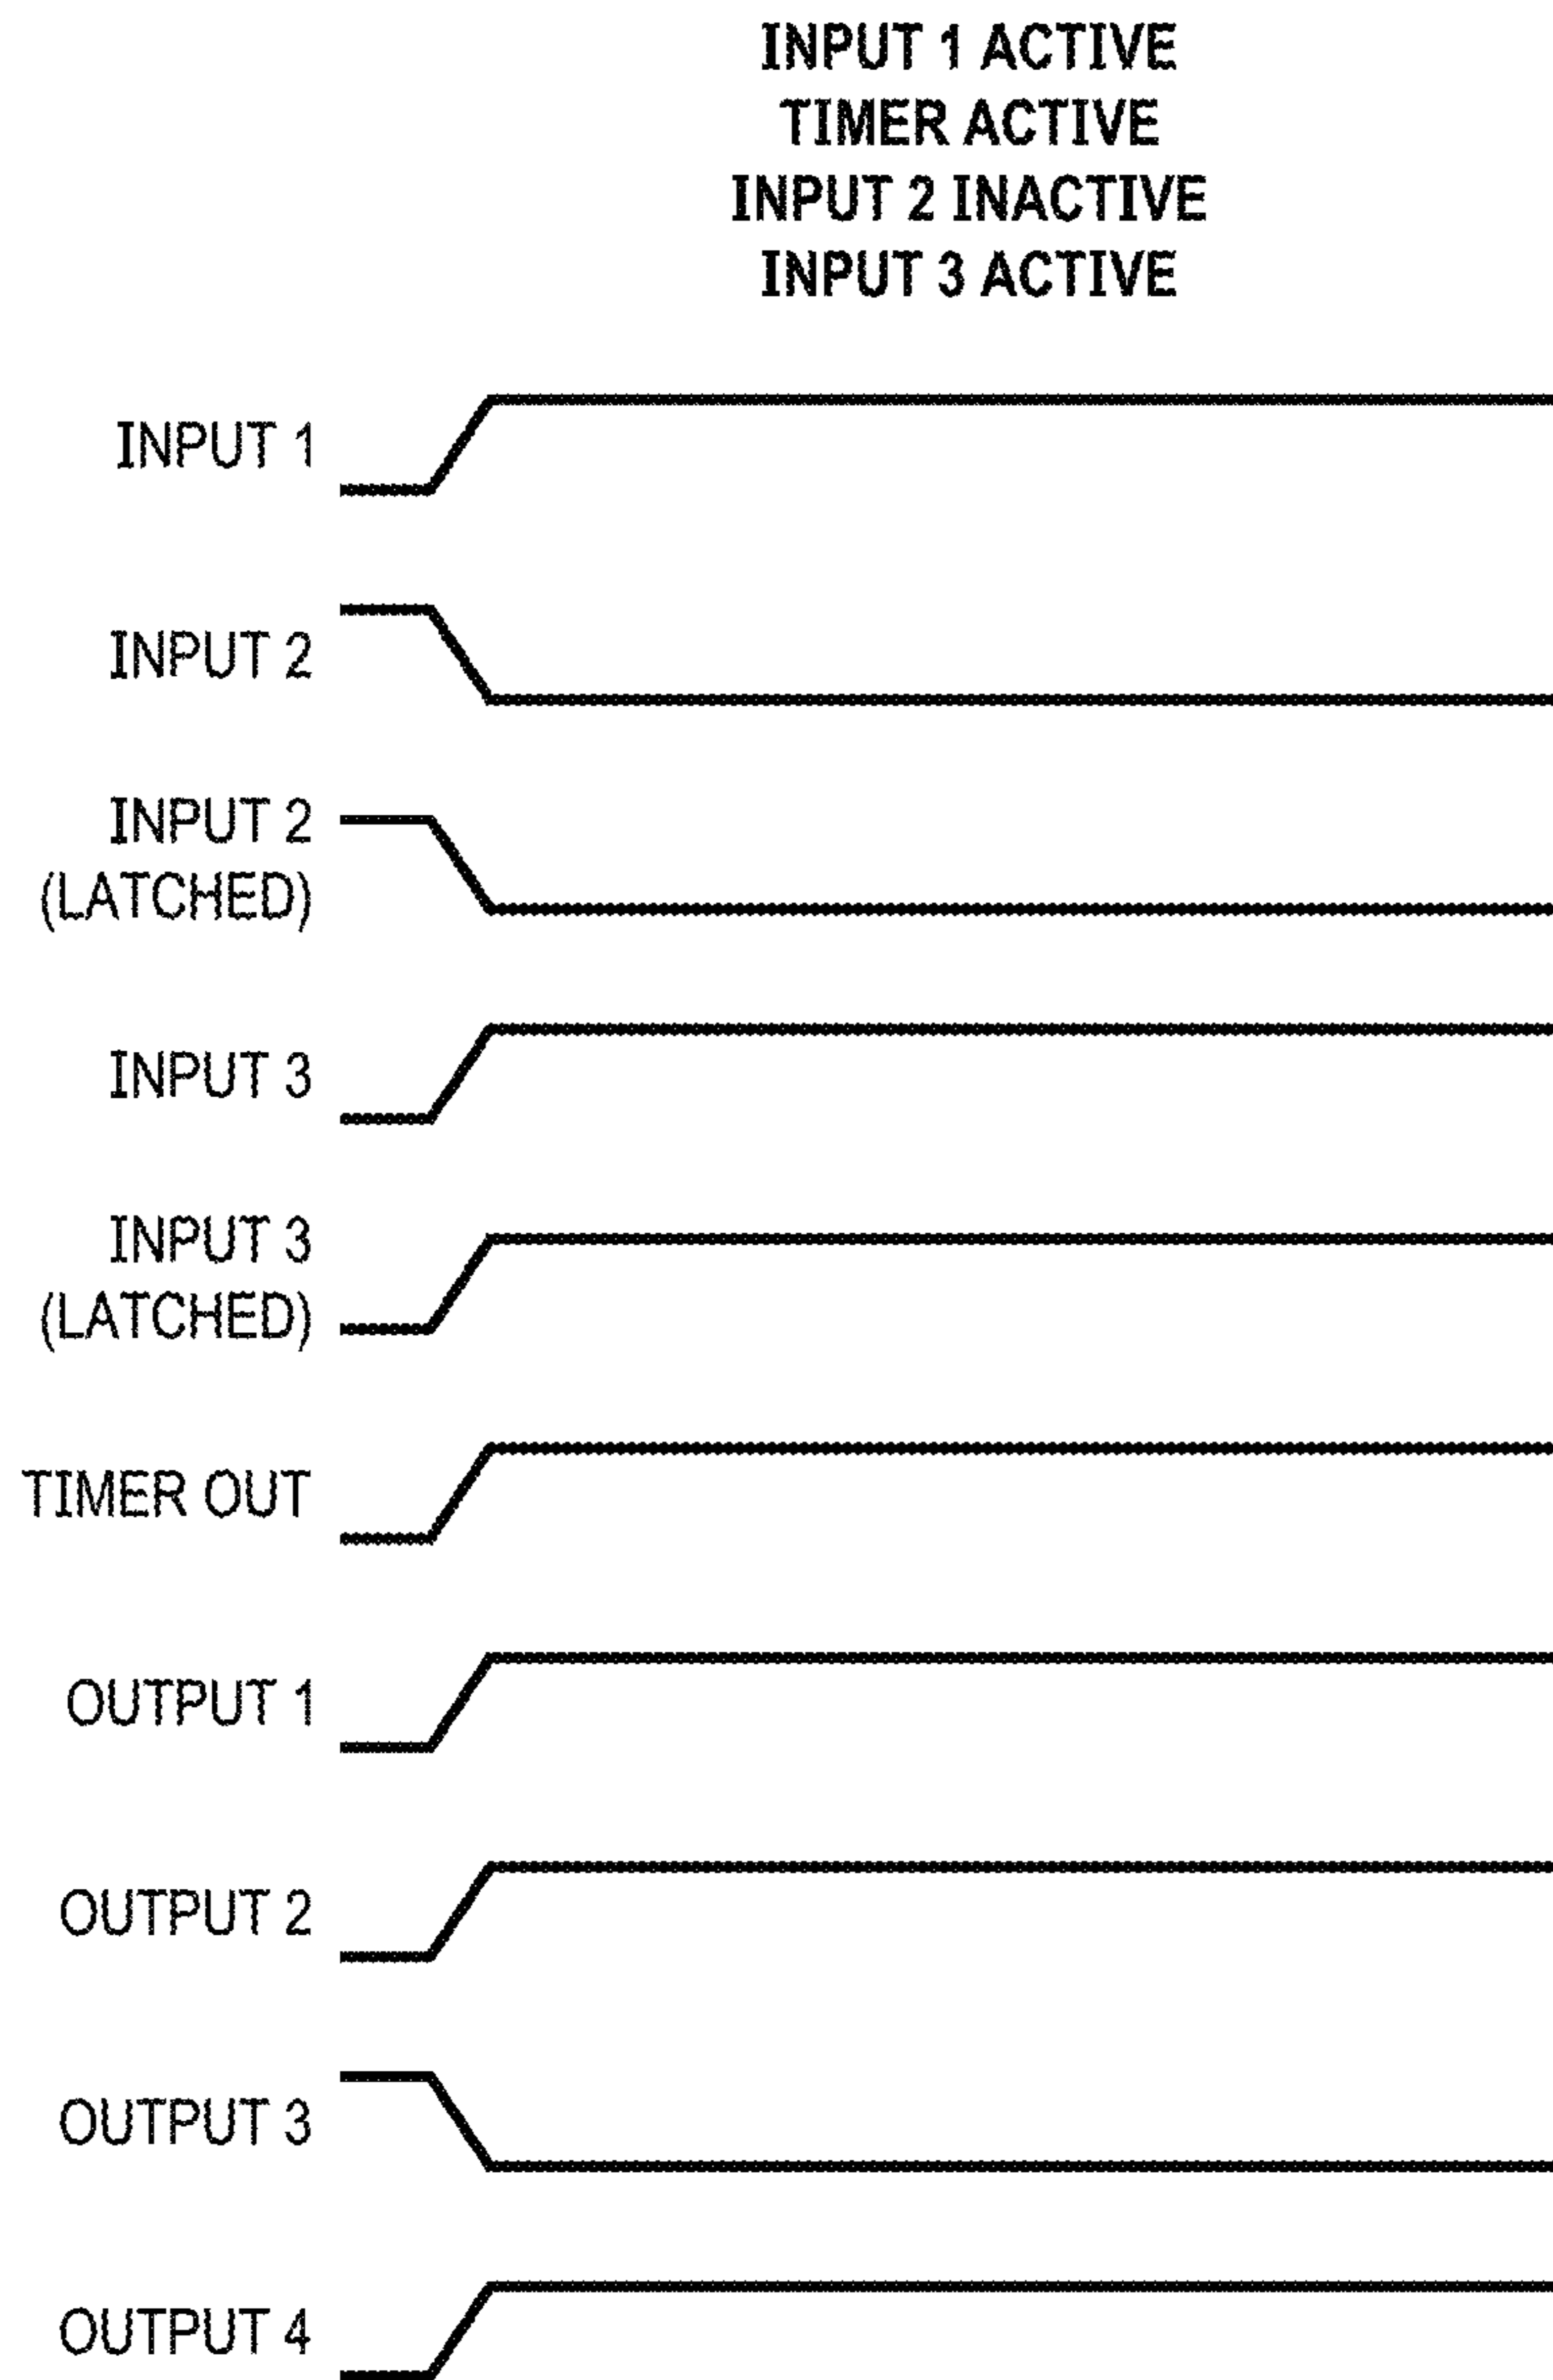 INPUT 1 ACTIVE
TIMER ACTIVE
INPUT 2 INACTIVE
INPUT 3 ACTIVE
INPUT 1
INPUT 2
INPUT 2
(LATCHED)
INPUT 3
INPUT 3
(LATCHED)
TIMER OUT
OUTPUT 1
OUTPUT 2
OUTPUT 3
OUTPUT 4